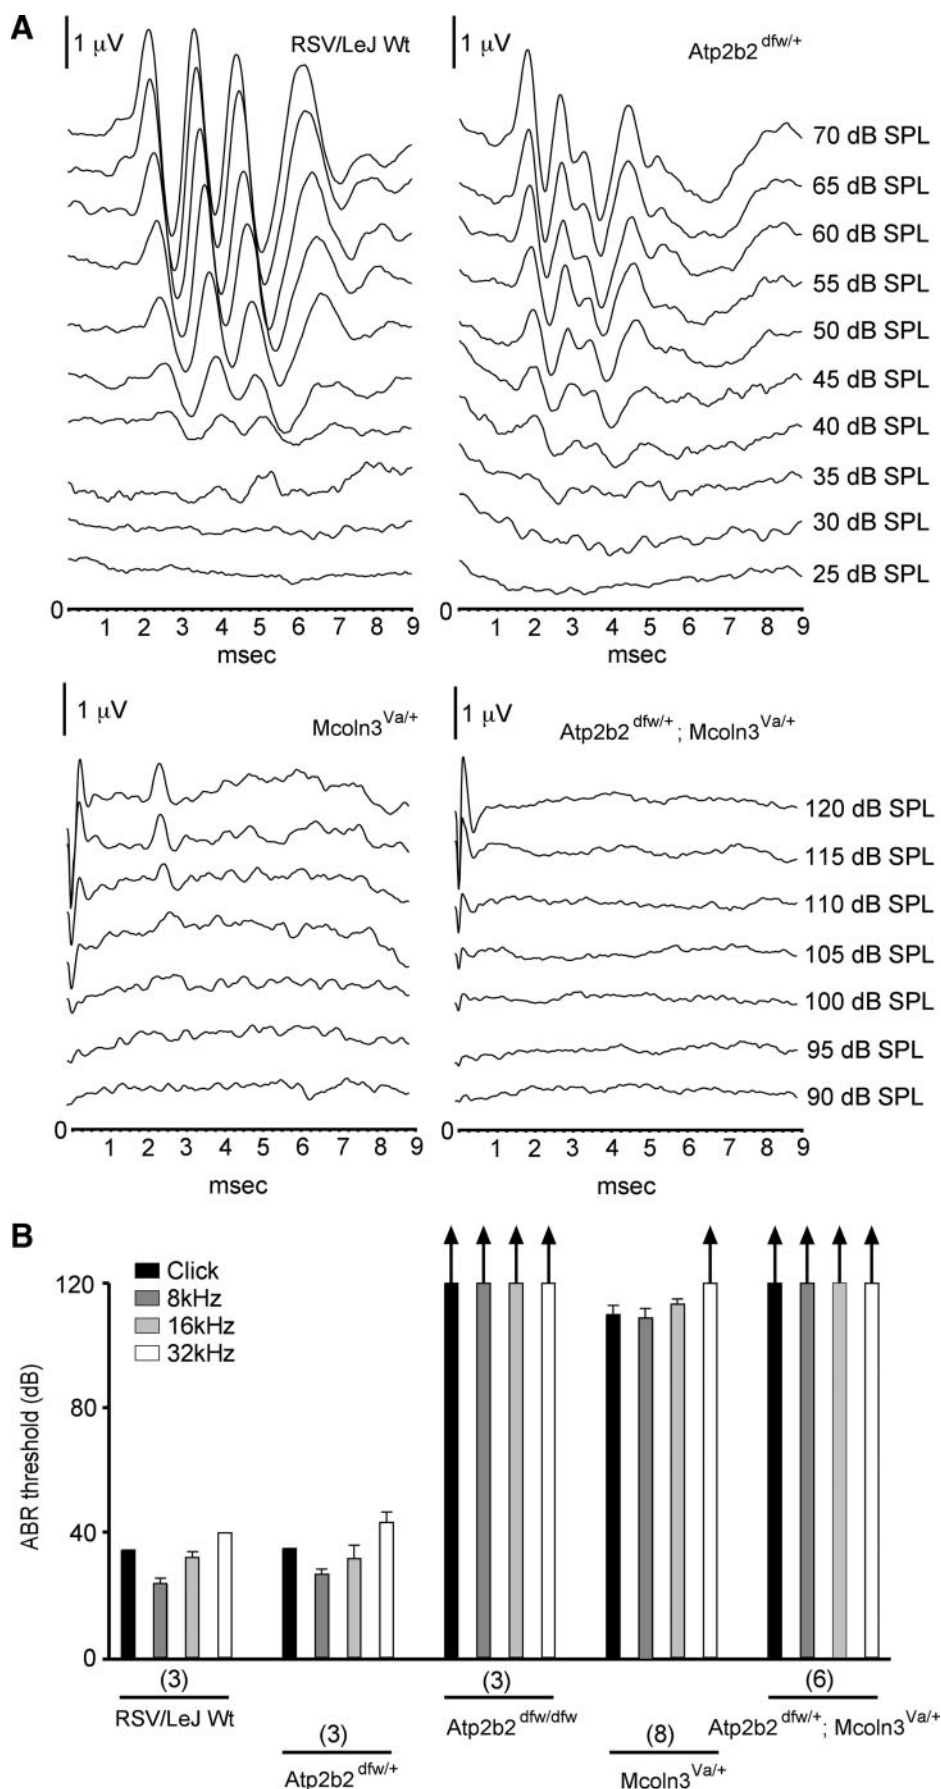 A
1 μV
RSV/LeJ Wt
1 μV
Atp2b2 dfw/+
70 dB SPL
65 dB SPL
60 dB SPL
55 dB SPL
50 dB SPL
45 dB SPL
40 dB SPL
35 dB SPL
30 dB SPL
25 dB SPL
0
1 2 3 4 5 6 7 8 9
msec
0
1 2 3 4 5 6 7 8 9
msec
1 μV
Mcoln3 Va/+
1 μV
Atp2b2 dfw/+ ; Mcoln3 Va/+
120 dB SPL
115 dB SPL
110 dB SPL
105 dB SPL
100 dB SPL
95 dB SPL
90 dB SPL
0
1 2 3 4 5 6 7 8 9
msec
0
1 2 3 4 5 6 7 8 9
msec
B
Click
8kHz
16kHz
32kHz
ABR threshold (dB)
120
80
40
0
(3)
RSV/LeJ Wt
(3)
Atp2b2 dfw/+
(3)
Atp2b2 dfw/dfw
(8)
Mcoln3 Va/+
(6)
Atp2b2 dfw/+ ; Mcoln3 Va/+